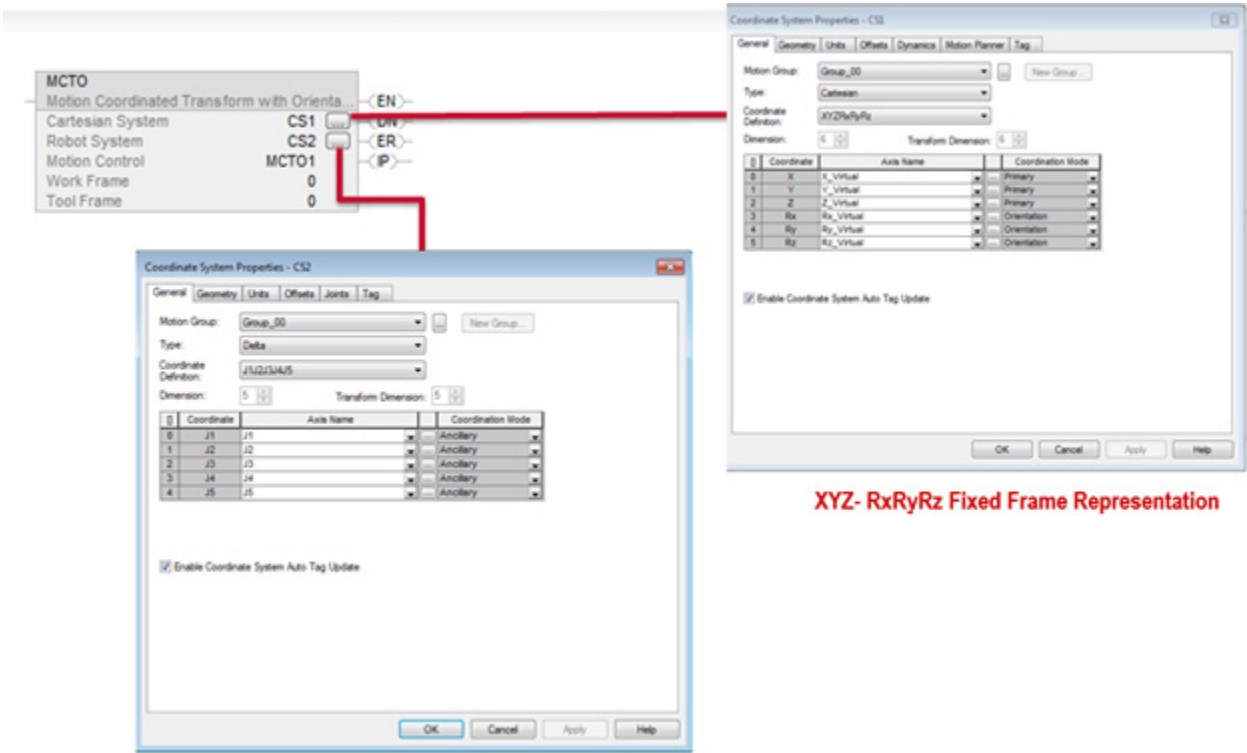 MCTO
Motion Coordinated Transform with Orienta...
EN
Cartesian System CS1 ...
DN
Robot System CS2 ...
ER
Motion Control MCTO1
IP
Work Frame 0
Tool Frame 0
Coordinate System Properties - CS1
General Geometry Units Offsets Dynamics Motion Planner Tag
Motion Group: Group_00 ... New Group...
Type: Cartesian
Coordinate Definition: XYZRxRyRz
Dimension: 6 Transform Dimension: 6
[] Coordinate Axis Name Coordination Mode
0 X X_Virtual ... Primary
1 Y Y_Virtual ... Primary
2 Z Z_Virtual ... Primary
3 Rx Rx_Virtual ... Orientation
4 Ry Ry_Virtual ... Orientation
5 Rz Rz_Virtual ... Orientation
Enable Coordinate System Auto Tag Update
OK Cancel Apply Help
XYZ- RxRyRz Fixed Frame Representation
Coordinate System Properties - CS2
General Geometry Units Offsets Joints Tag
Motion Group: Group_00 ... New Group...
Type: Delta
Coordinate Definition: J1J2J3J4J5
Dimension: 5 Transform Dimension: 5
[] Coordinate Axis Name Coordination Mode
0 J1 J1 ... Ancillary
1 J2 J2 ... Ancillary
2 J3 J3 ... Ancillary
3 J4 J4 ... Ancillary
4 J5 J5 ... Ancillary
Enable Coordinate System Auto Tag Update
OK Cancel Apply Help